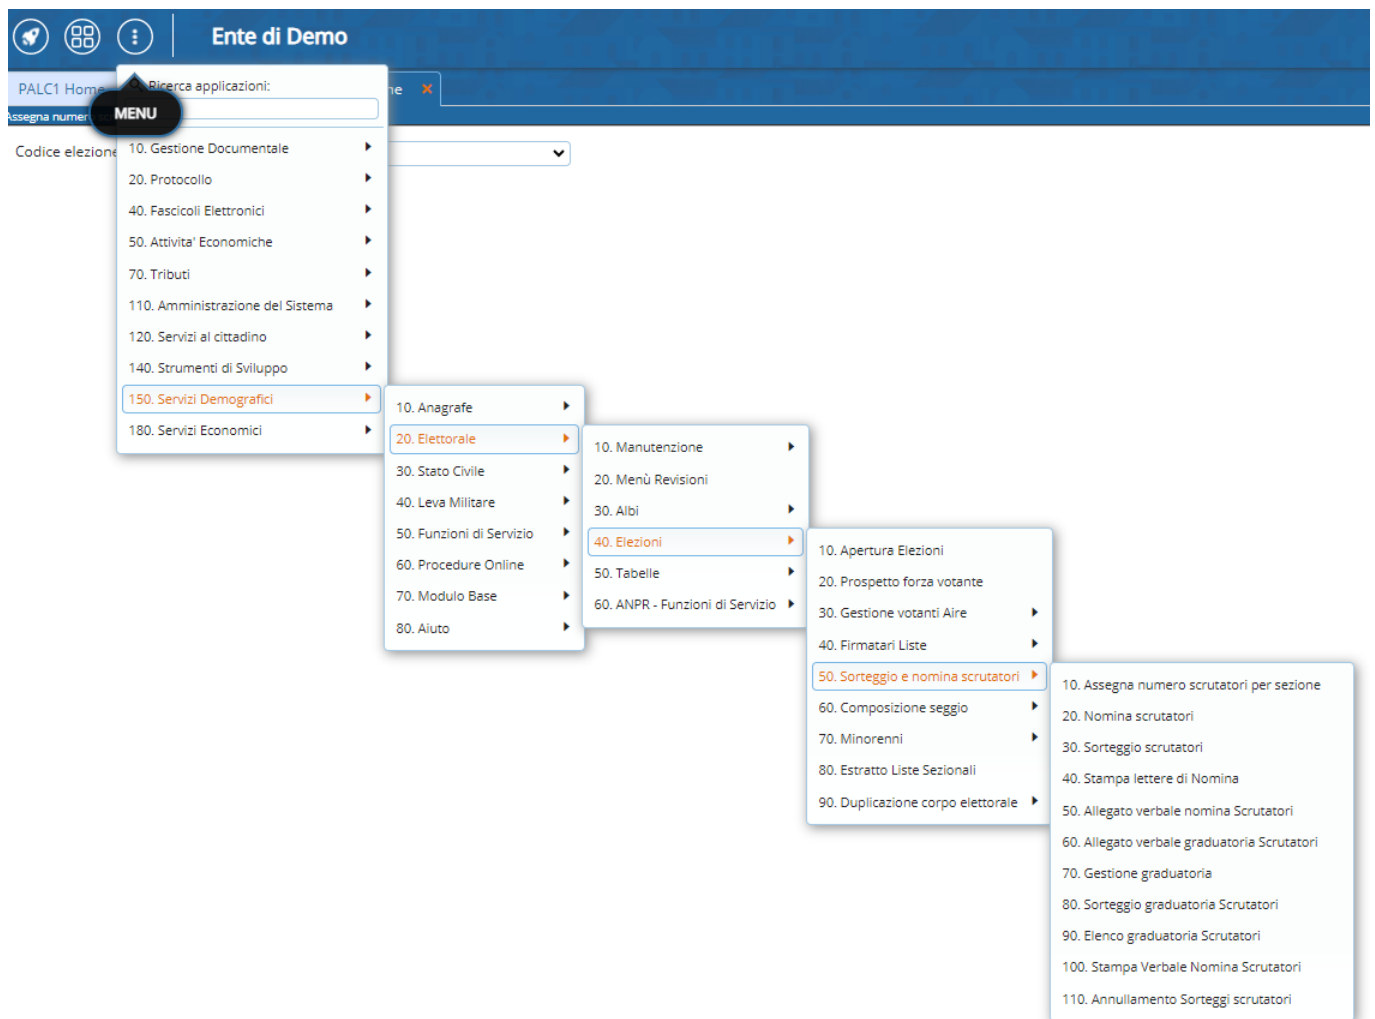 Ente di Demo
PALC1 Home
Ricerca applicazioni:
ne
MENU
Assegna numero
Codice elezione
10. Gestione Documentale
20. Protocollo
40. Fascicoli Elettronici
50. Attivita' Economiche
70. Tributi
110. Amministrazione del Sistema
120. Servizi al cittadino
140. Strumenti di Sviluppo
150. Servizi Demografici
180. Servizi Economici
10. Anagrafe
20. Elettorale
30. Stato Civile
40. Leva Militare
50. Funzioni di Servizio
60. Procedure Online
70. Modulo Base
80. Aiuto
10. Manutenzione
20. Menù Revisioni
30. Albi
40. Elezioni
50. Tabelle
60. ANPR - Funzioni di Servizio
10. Apertura Elezioni
20. Prospetto forza votante
30. Gestione votanti Aire
40. Firmatari Liste
50. Sorteggio e nomina scrutatori
60. Composizione seggio
70. Minorenni
80. Estratto Liste Sezionali
90. Duplicazione corpo elettorale
10. Assegna numero scrutatori per sezione
20. Nomina scrutatori
30. Sorteggio scrutatori
40. Stampa lettere di Nomina
50. Allegato verbale nomina Scrutatori
60. Allegato verbale graduatoria Scrutatori
70. Gestione graduatoria
80. Sorteggio graduatoria Scrutatori
90. Elenco graduatoria Scrutatori
100. Stampa Verbale Nomina Scrutatori
110. Annullamento Sorteggi scrutatori